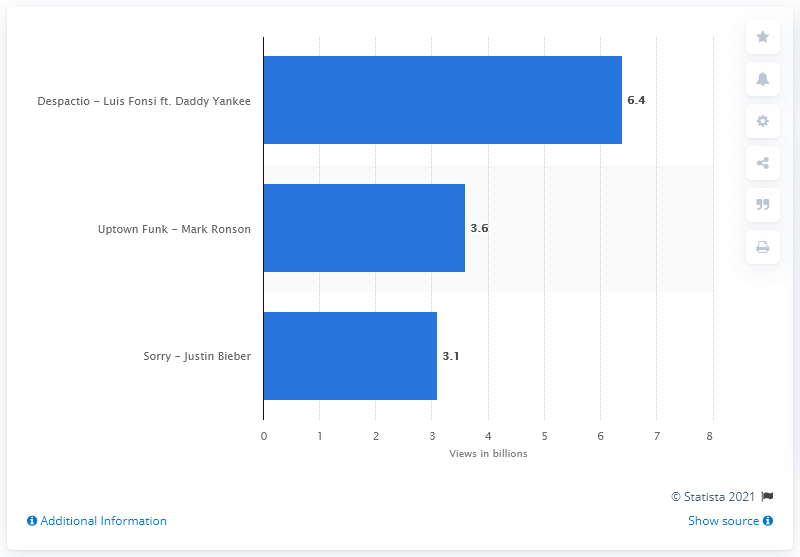 Despactio – Luis Fonsi ft. Daddy Yankee
6.4
Uptown Funk – Mark Ronson
3.6
Sorry – Justin Bieber
3.1
0 1 2 3 4 5 6 7 8
Views in billions
© Statista 2021
Additional Information
Show source